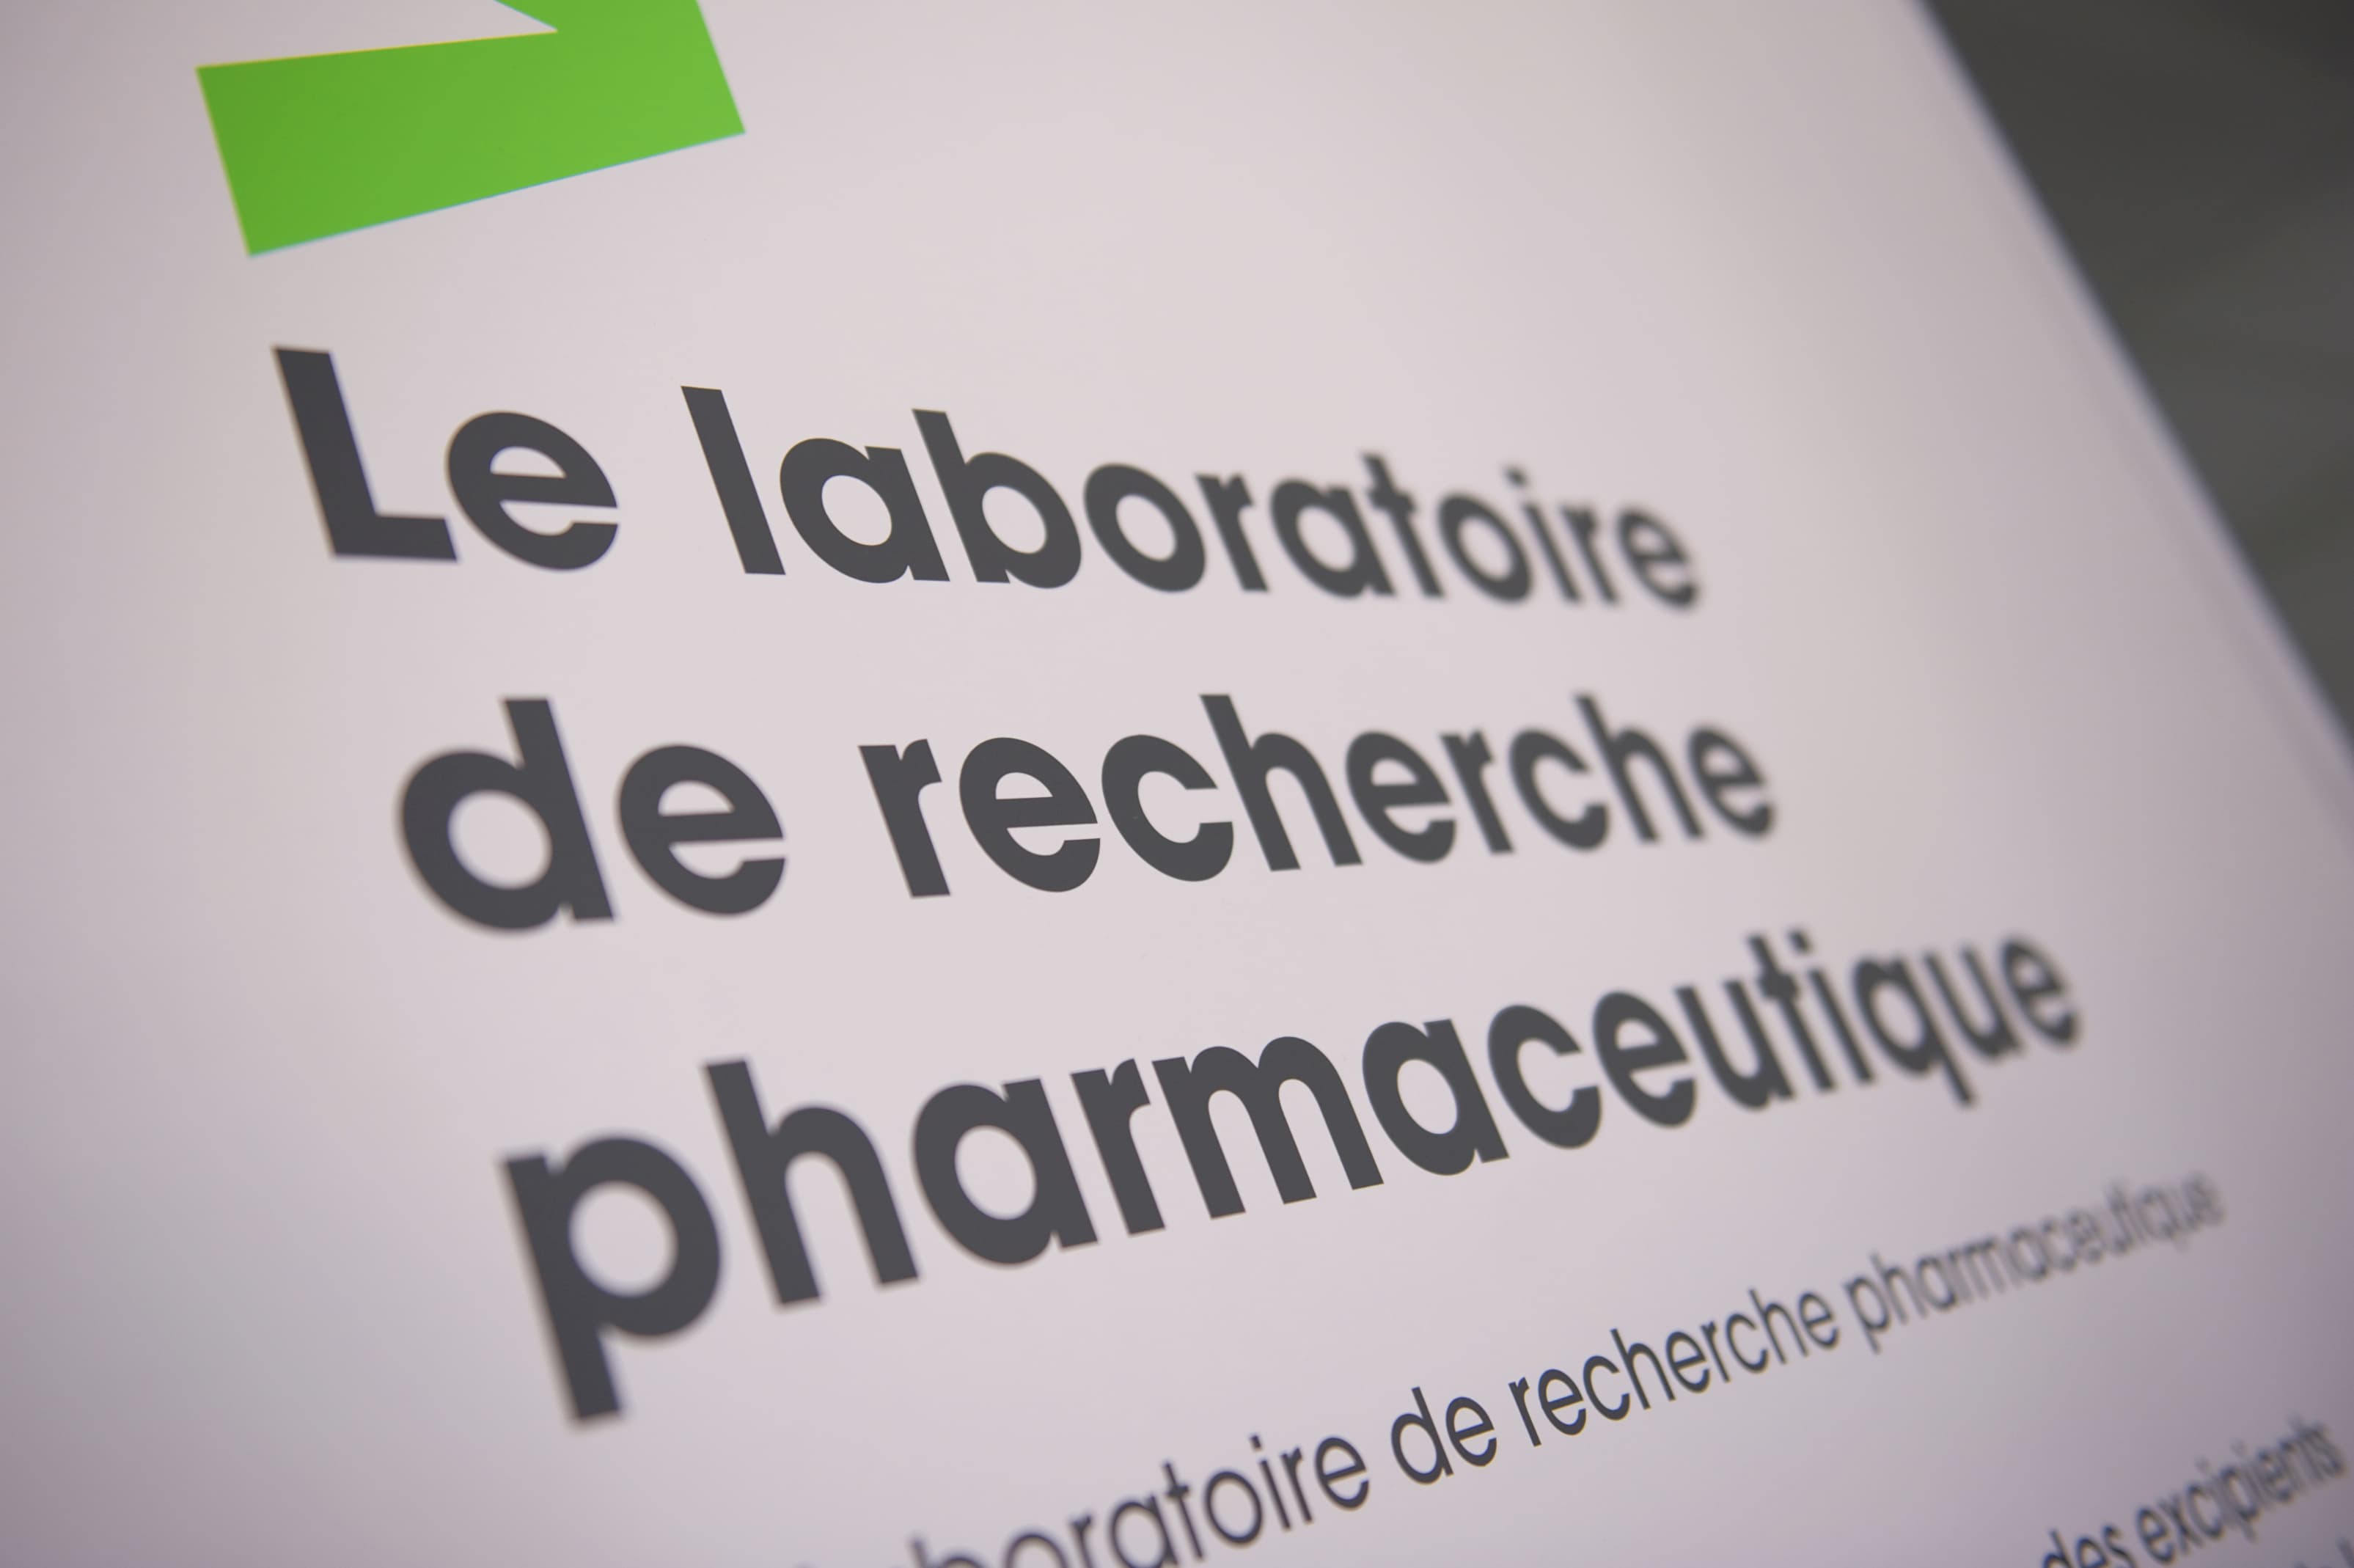 Le laboratoire
de recherche
pharmaceutique
laboratoire de recherche pharmaceutique
des excipients